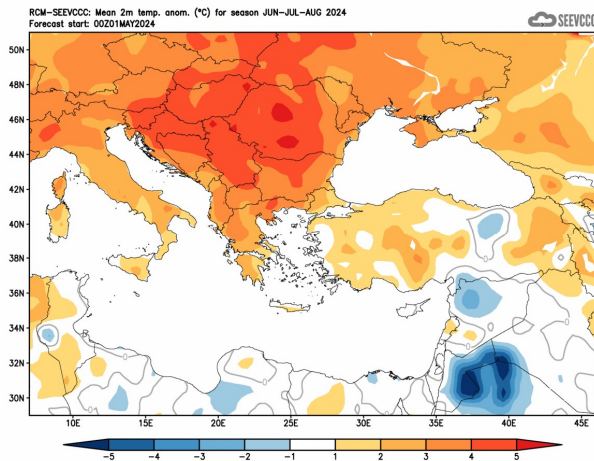 RCM-SEEVCCC: Mean 2m temp. anom. (°C) for season JUN-JUL-AUG 2024
Forecast start: 00Z01MAY2024
SEEVCCC
50N
48N
46N
44N
42N
40N
38N
36N
34N
32N
30N
10E 15E 20E 25E 30E 35E 40E 45E
-5 -4 -3 -2 -1 1 2 3 4 5